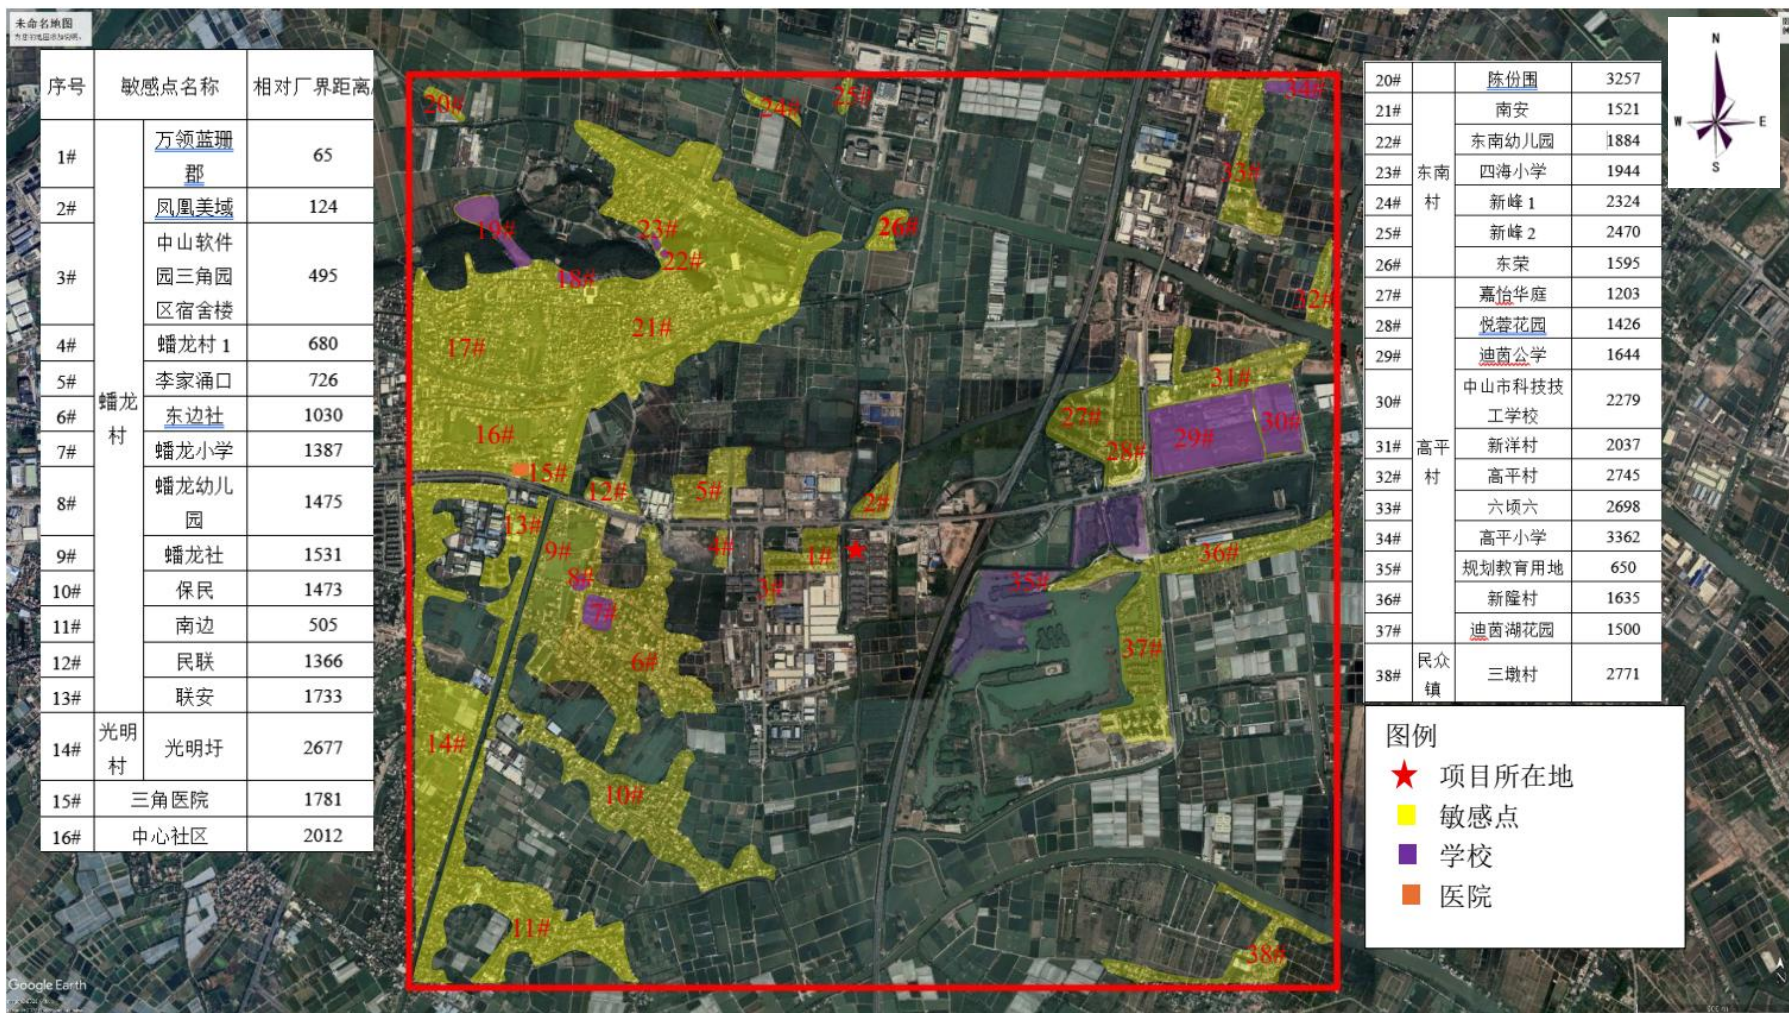 未命名地图
序号 敏感点名称 相对厂界距离/
1# 万领蓝珊郡 65
2# 凤凰美域 124
3# 中山软件园三角园区宿舍楼 495
4# 蟠龙村1 680
5# 李家涌口 726
6# 东边社 1030
蟠龙村
7# 蟠龙小学 1387
8# 蟠龙幼儿园 1475
9# 蟠龙社 1531
10# 保民 1473
11# 南边 505
12# 民联 1366
13# 联安 1733
14# 光明村 光明圩 2677
15# 三角医院 1781
16# 中心社区 2012
20# 陈份围 3257
21# 南安 1521
22# 东南幼儿园 1884
23# 东南村 四海小学 1944
24# 新峰1 2324
25# 新峰2 2470
26# 东荣 1595
27# 嘉怡华庭 1203
28# 悦蓉花园 1426
29# 迪茵公学 1644
30# 中山市科技技工学校 2279
31# 高平村 新洋村 2037
32# 高平村 2745
33# 六顷六 2698
34# 高平小学 3362
35# 规划教育用地 650
36# 新隆村 1635
37# 迪茵湖花园 1500
38# 民众镇 三墩村 2771
N
W E
S
20#
24#
25#
34#
33#
19#
23#
26#
22#
18#
32#
21#
17#
31#
27#
16#
29#
30#
28#
15#
12#
5#
2#
13#
9#
4#
1#
36#
8#
3#
35#
7#
6#
37#
14#
10#
11#
38#
图例
项目所在地
敏感点
学校
医院
Google Earth